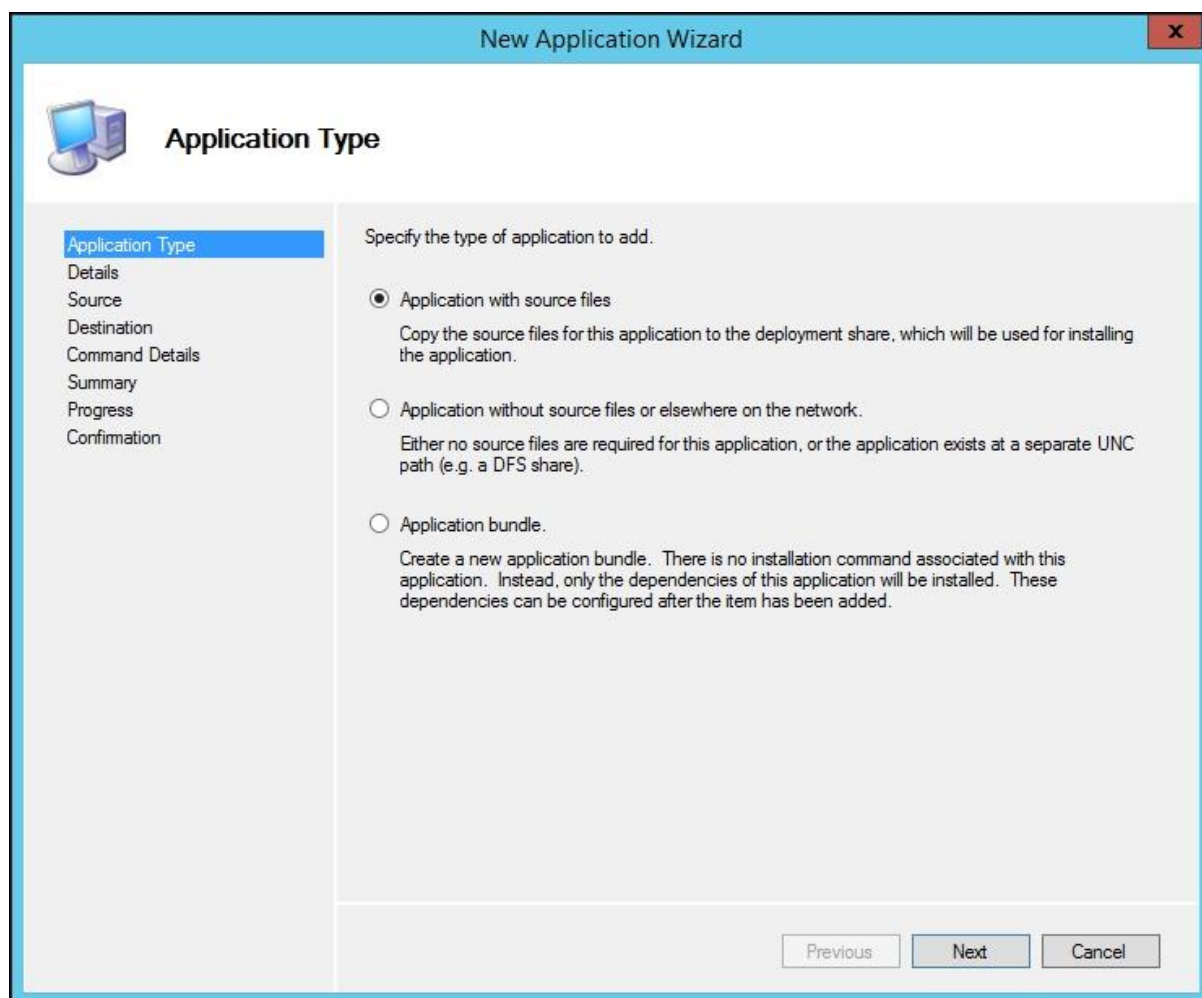 New Application Wizard
x
Application Type
Application Type
Details
Source
Destination
Command Details
Summary
Progress
Confirmation
Specify the type of application to add.
Application with source files
Copy the source files for this application to the deployment share, which will be used for installing
the application.
Application without source files or elsewhere on the network.
Either no source files are required for this application, or the application exists at a separate UNC
path (e.g. a DFS share).
Application bundle.
Create a new application bundle.  There is no installation command associated with this
application.  Instead, only the dependencies of this application will be installed.  These
dependencies can be configured after the item has been added.
Previous
Next
Cancel